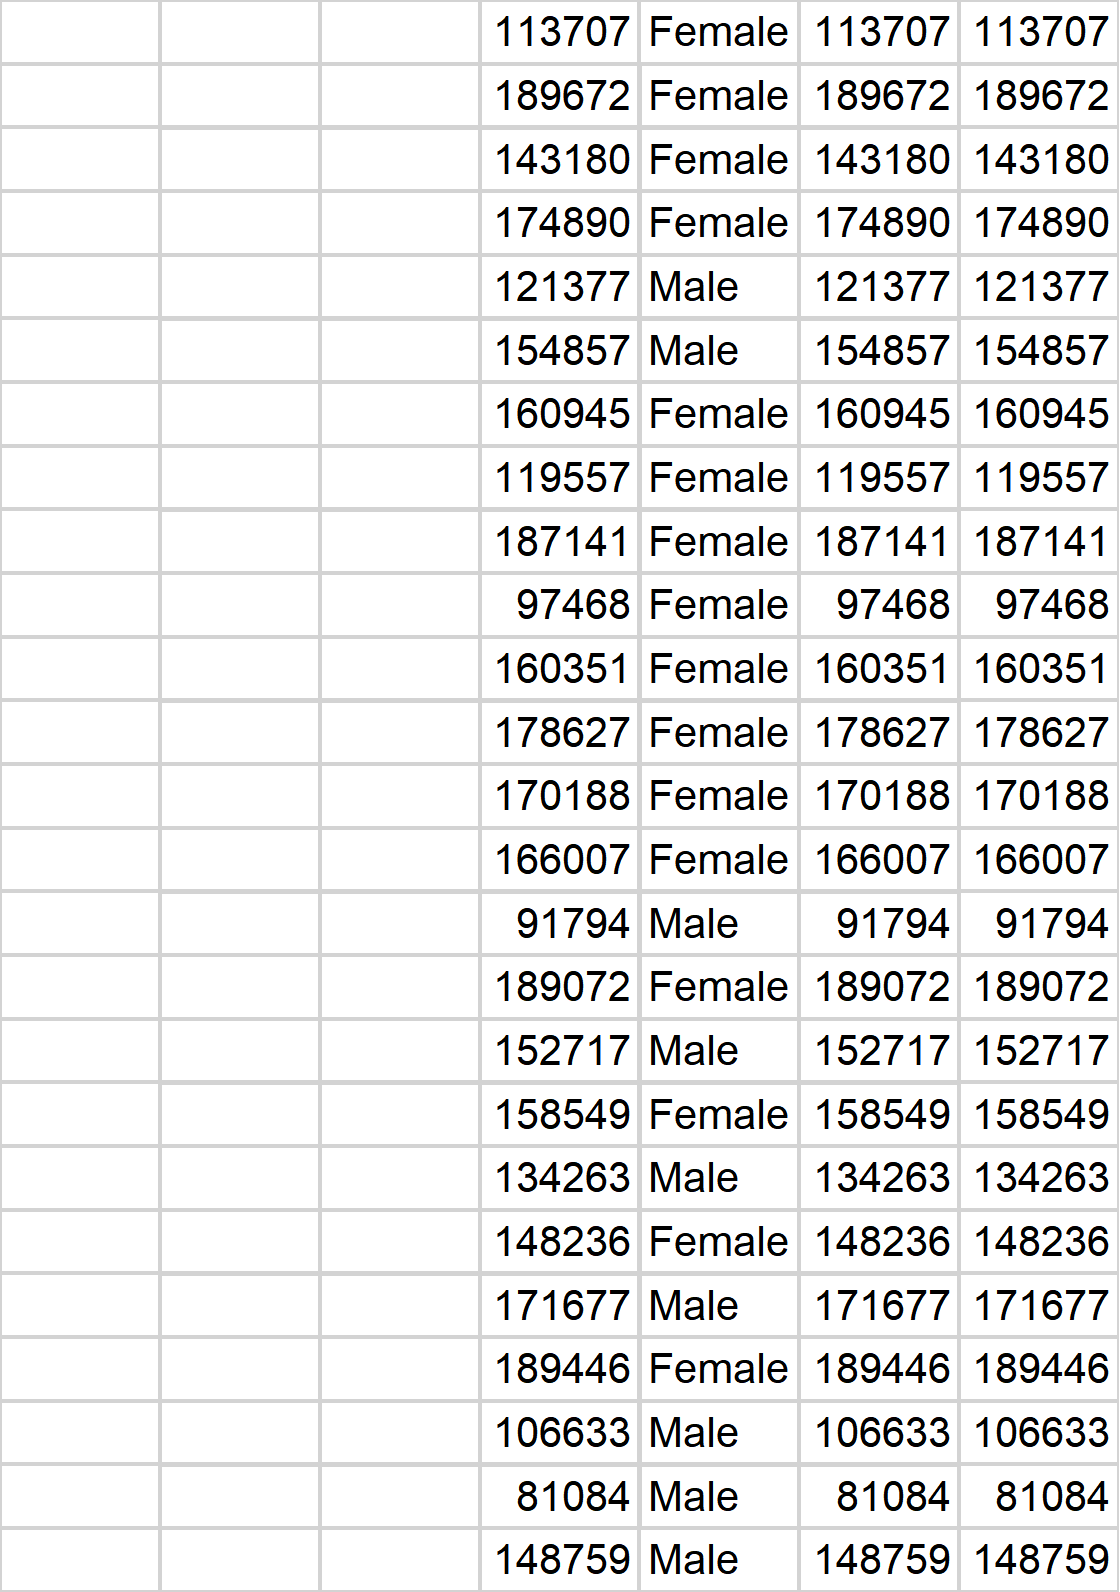 113707 Female 113707 113707
189672 Female 189672 189672
143180 Female 143180 143180
174890 Female 174890 174890
121377 Male 121377 121377
154857 Male 154857 154857
160945 Female 160945 160945
119557 Female 119557 119557
187141 Female 187141 187141
97468 Female 97468 97468
160351 Female 160351 160351
178627 Female 178627 178627
170188 Female 170188 170188
166007 Female 166007 166007
91794 Male 91794 91794
189072 Female 189072 189072
152717 Male 152717 152717
158549 Female 158549 158549
134263 Male 134263 134263
148236 Female 148236 148236
171677 Male 171677 171677
189446 Female 189446 189446
106633 Male 106633 106633
81084 Male 81084 81084
148759 Male 148759 148759